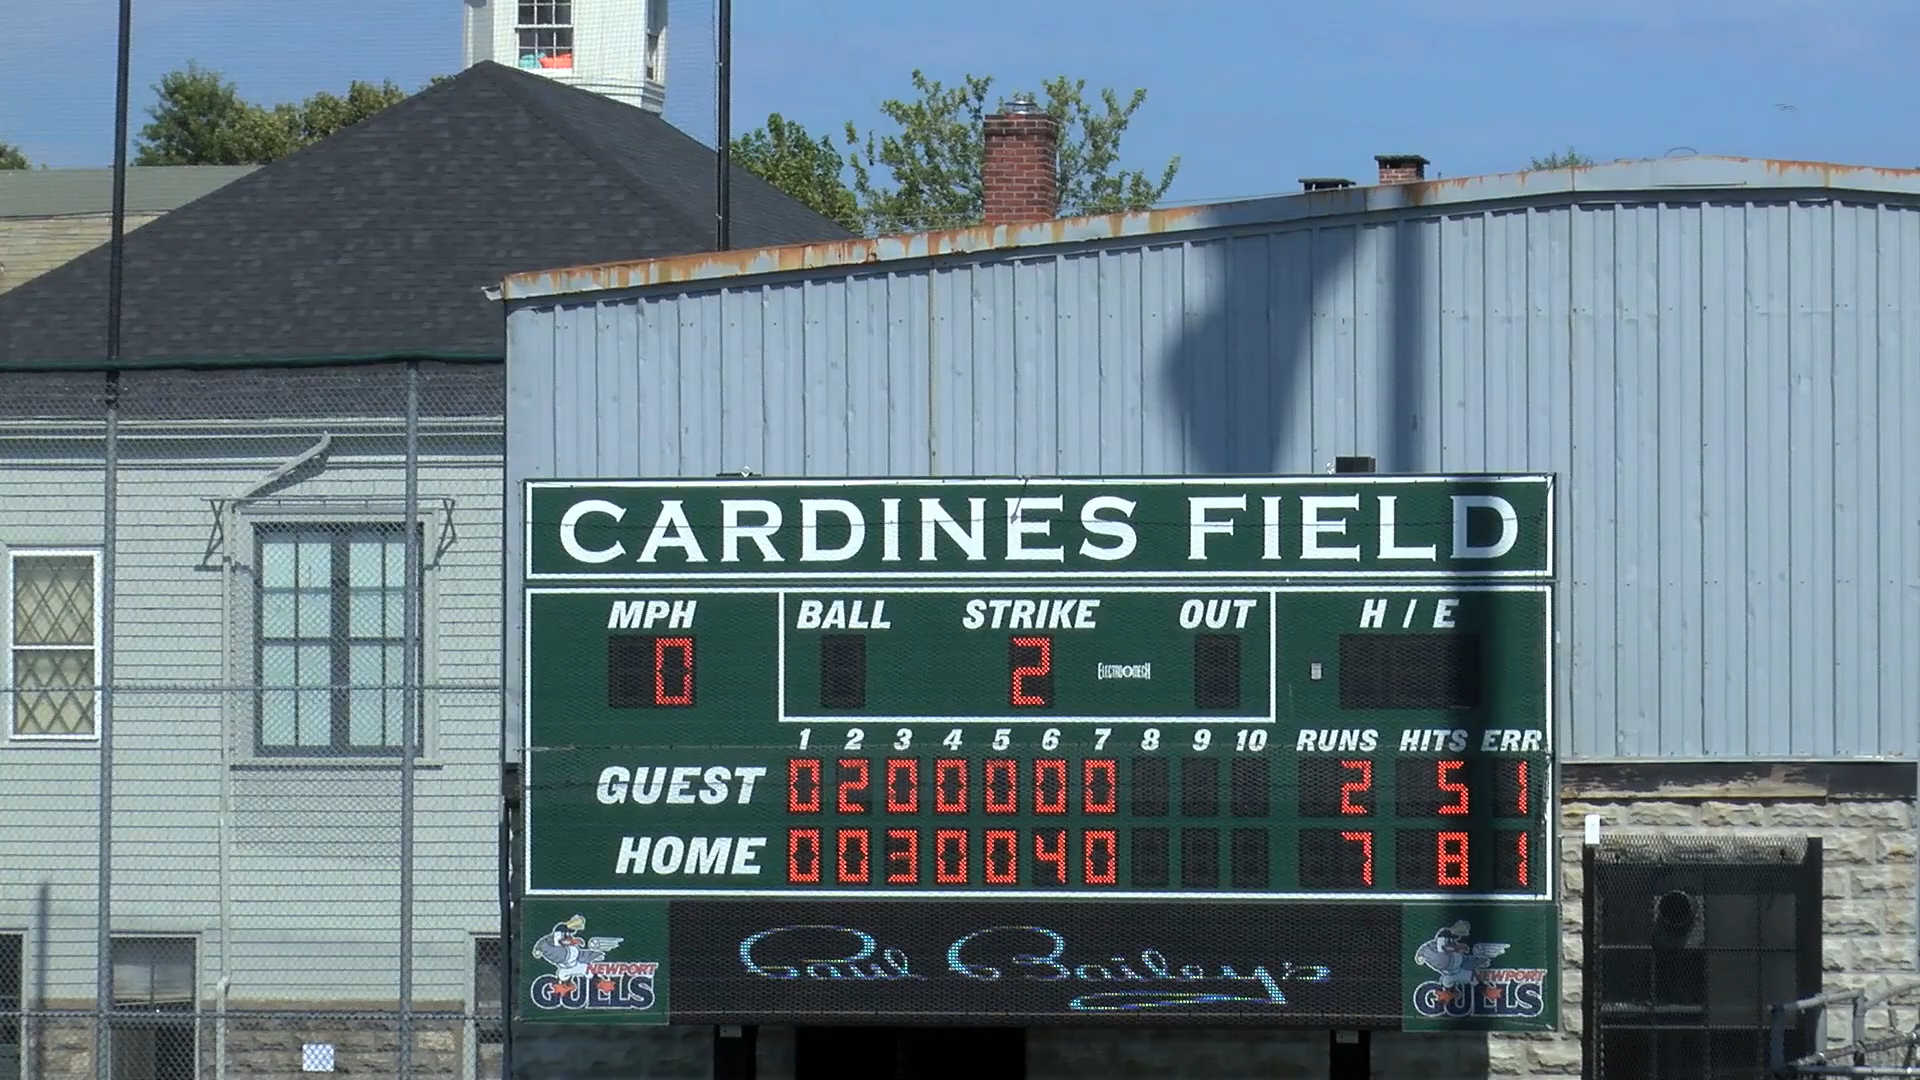 CARDINES FIELD
MPH BALL STRIKE OUT H / E
0 2 ELECTRO-MECH
1 2 3 4 5 6 7 8 9 10 RUNS HITS ERR
GUEST 0 2 0 0 0 0 0 2 5 1
HOME 0 0 3 0 0 4 0 7 8 1
Paul Bailey's
NEWPORT GULLS
NEWPORT GULLS